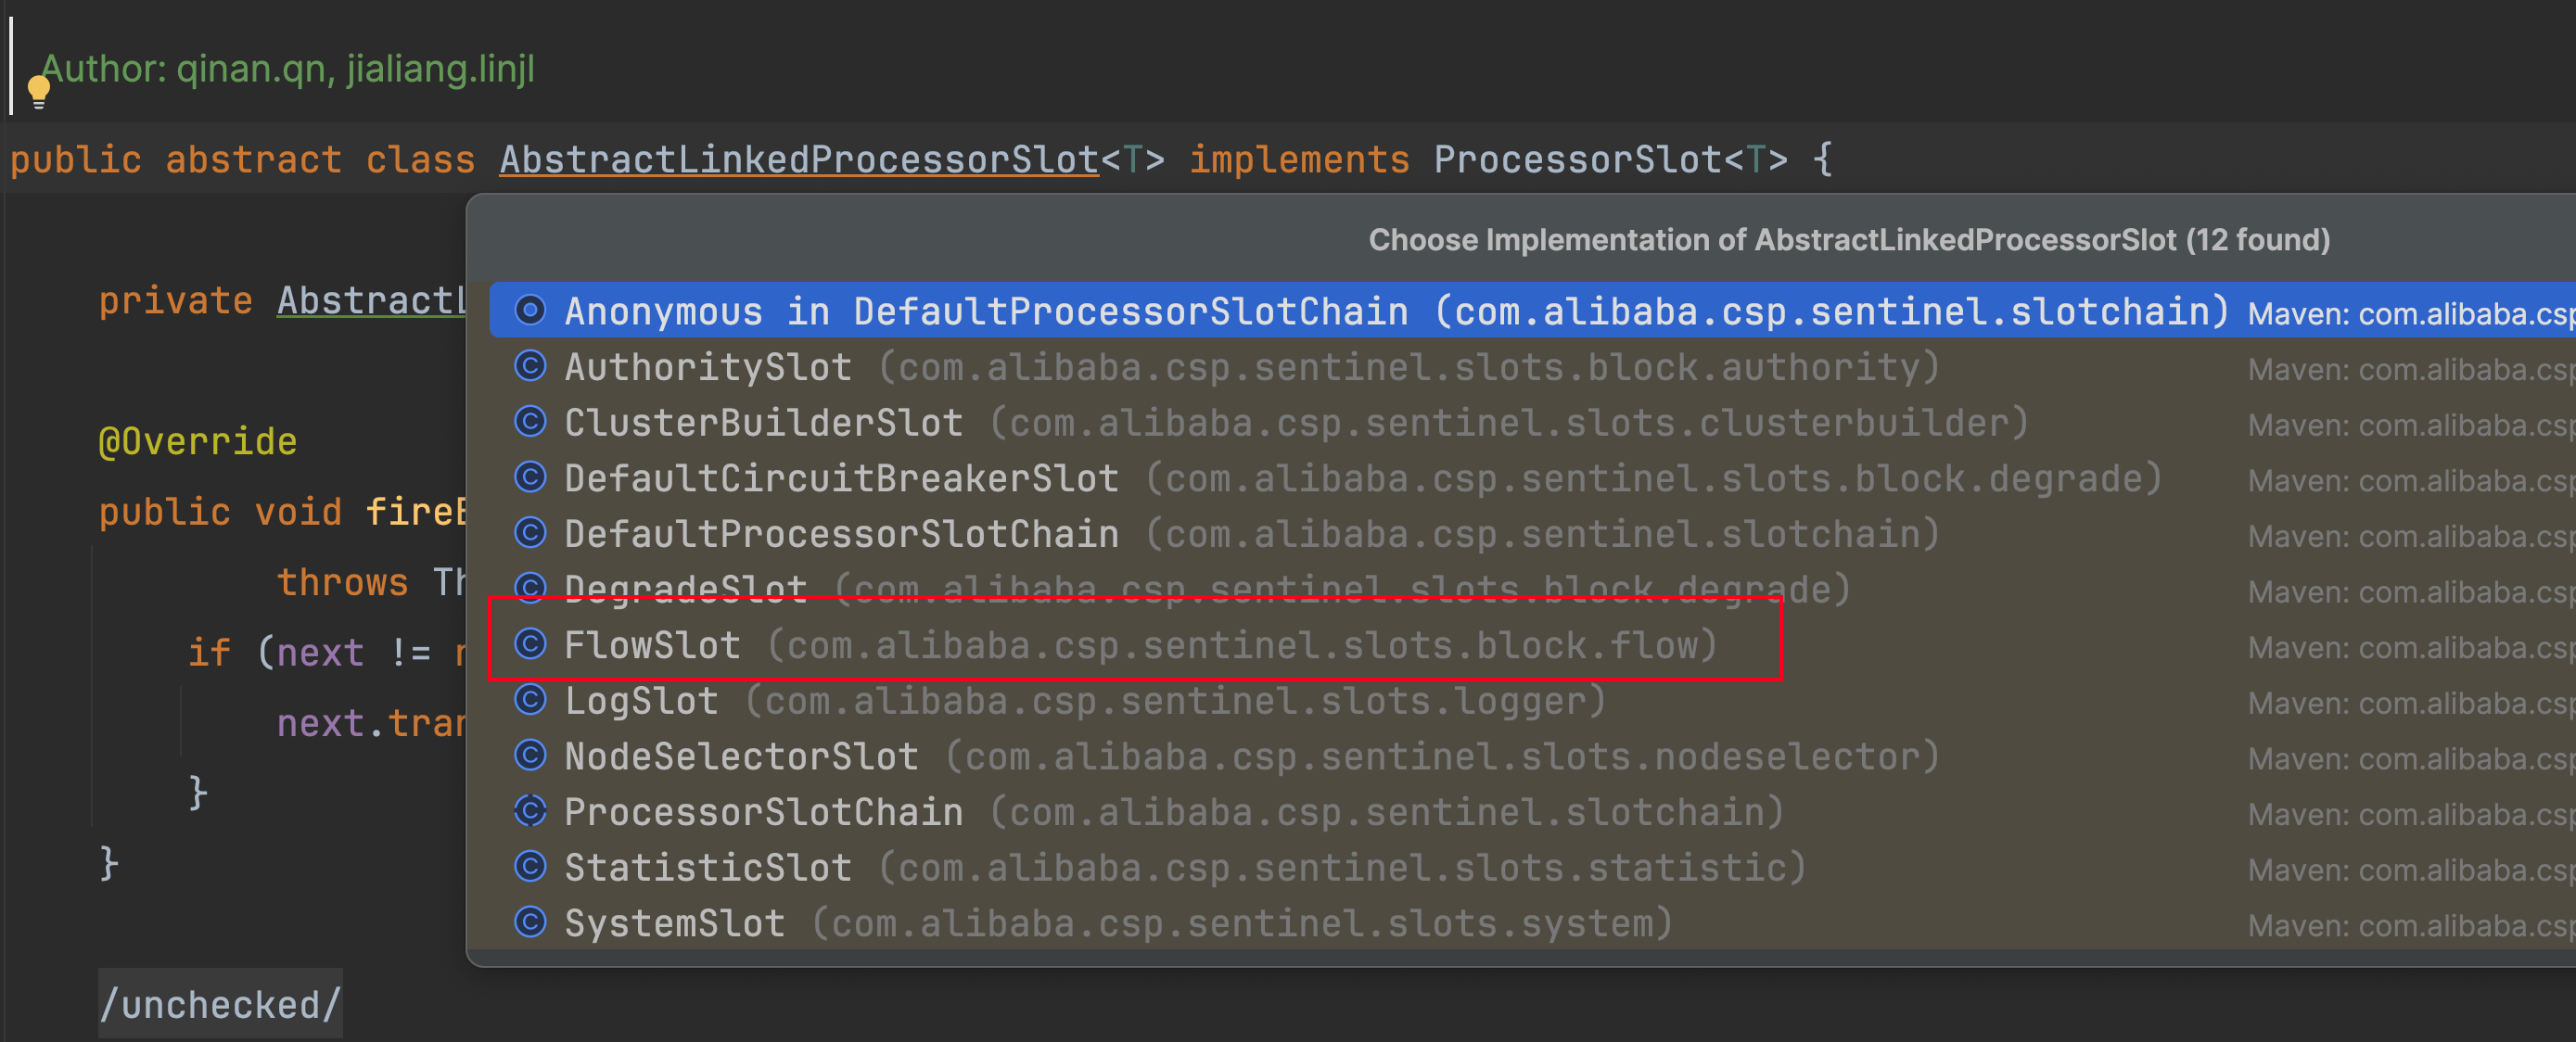 Author: qinan.qn, jialiang.linjl
public abstract class AbstractLinkedProcessorSlot<T> implements ProcessorSlot<T> {
Choose Implementation of AbstractLinkedProcessorSlot (12 found)
private AbstractL
Anonymous in DefaultProcessorSlotChain (com.alibaba.csp.sentinel.slotchain) Maven: com.alibaba.csp
AuthoritySlot (com.alibaba.csp.sentinel.slots.block.authority) Maven: com.alibaba.csp
ClusterBuilderSlot (com.alibaba.csp.sentinel.slots.clusterbuilder) Maven: com.alibaba.csp
@Override
DefaultCircuitBreakerSlot (com.alibaba.csp.sentinel.slots.block.degrade) Maven: com.alibaba.csp
public void fireE
DefaultProcessorSlotChain (com.alibaba.csp.sentinel.slotchain) Maven: com.alibaba.csp
throws Th
DegradeSlot (com.alibaba.csp.sentinel.slots.block.degrade) Maven: com.alibaba.csp
if (next != n
FlowSlot (com.alibaba.csp.sentinel.slots.block.flow) Maven: com.alibaba.csp
LogSlot (com.alibaba.csp.sentinel.slots.logger) Maven: com.alibaba.csp
next.tran
NodeSelectorSlot (com.alibaba.csp.sentinel.slots.nodeselector) Maven: com.alibaba.csp
}
ProcessorSlotChain (com.alibaba.csp.sentinel.slotchain) Maven: com.alibaba.csp
}
StatisticSlot (com.alibaba.csp.sentinel.slots.statistic) Maven: com.alibaba.csp
SystemSlot (com.alibaba.csp.sentinel.slots.system) Maven: com.alibaba.csp
/unchecked/